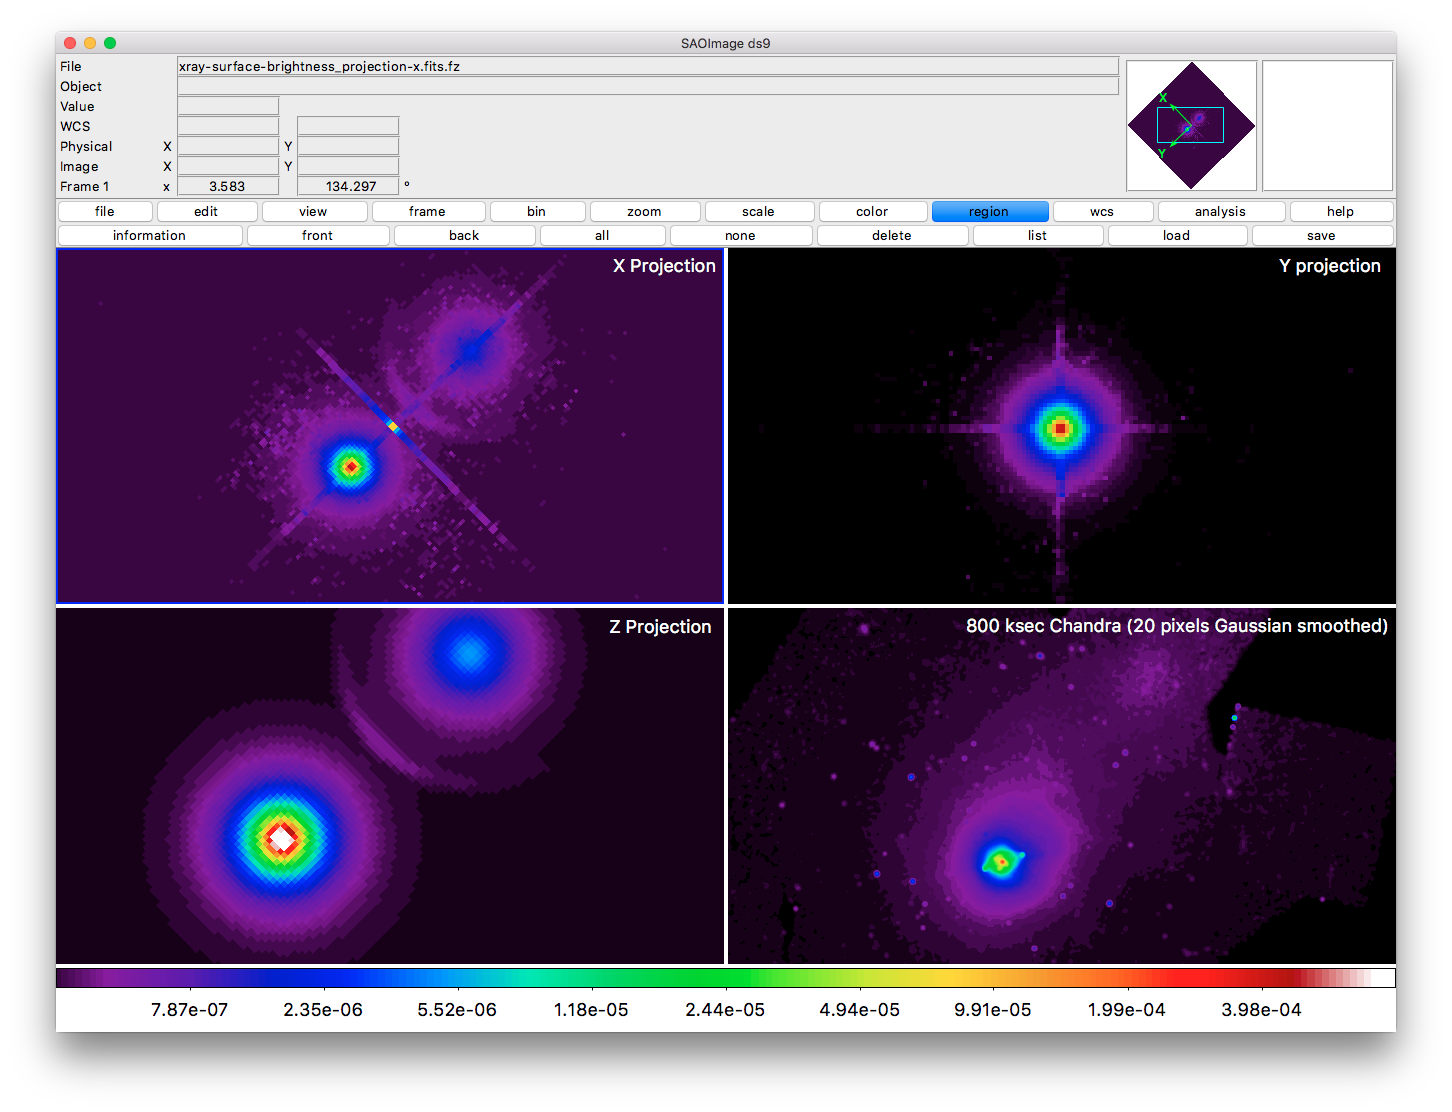 SAOImage ds9
File xray-surface-brightness_projection-x.fits.fz
Object
Value
WCS
Physical X Y
Image X Y
Frame 1 x 3.583 134.297 °
X
Y
file edit view frame bin zoom scale color region wcs analysis help
information front back all none delete list load save
X Projection
Y projection
Z Projection
800 ksec Chandra (20 pixels Gaussian smoothed)
7.87e-07 2.35e-06 5.52e-06 1.18e-05 2.44e-05 4.94e-05 9.91e-05 1.99e-04 3.98e-04